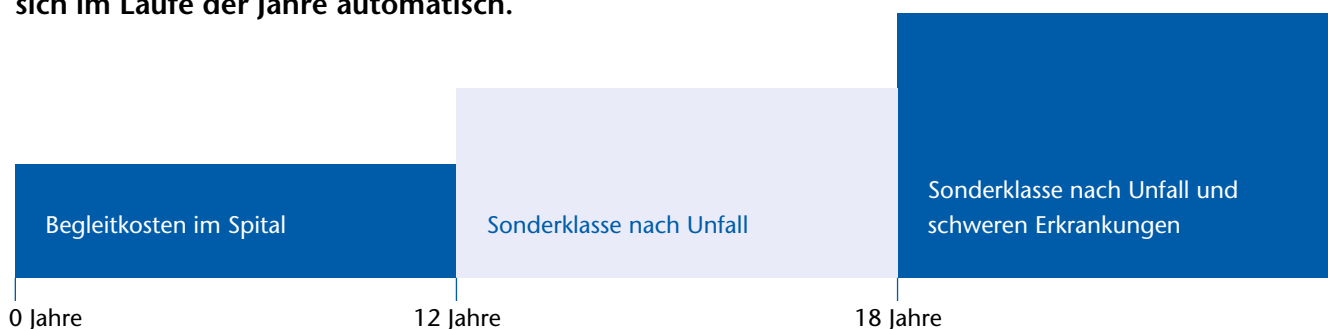 sich im Laufe der Jahre automatisch.
Begleitkosten im Spital
Sonderklasse nach Unfall
Sonderklasse nach Unfall und
schweren Erkrankungen
0 Jahre
12 Jahre
18 Jahre